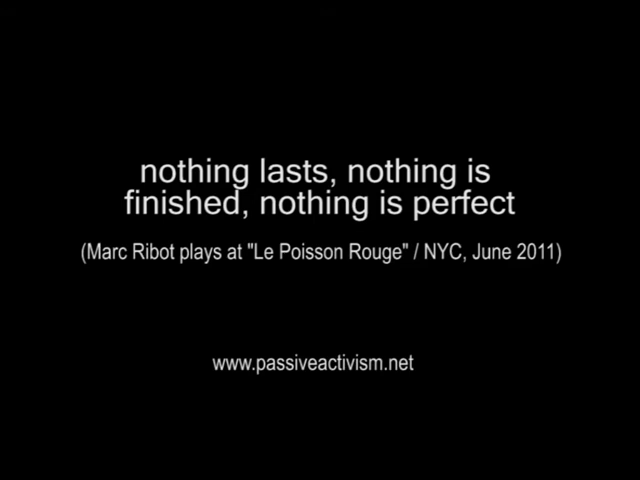 nothing lasts, nothing is
finished, nothing is perfect
(Marc Ribot plays at "Le Poisson Rouge" / NYC, June 2011)
www.passiveactivism.net